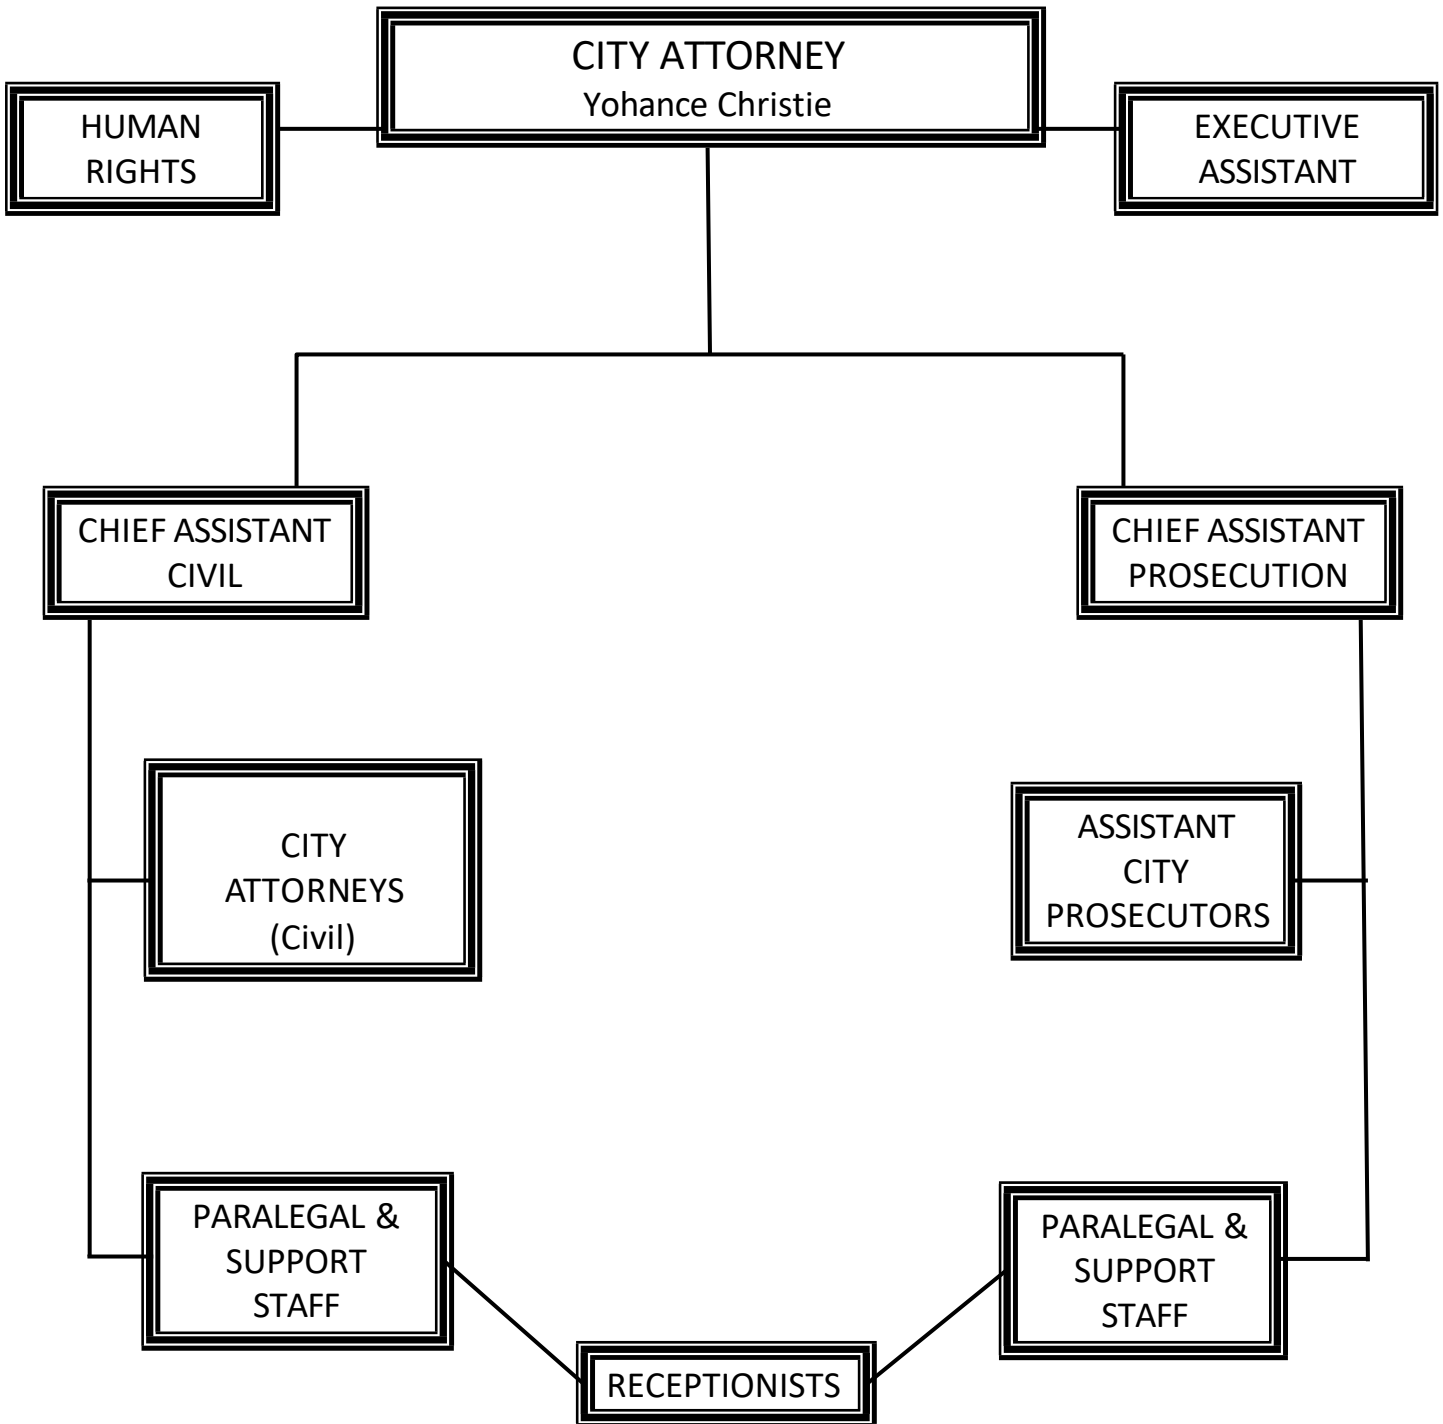 CITY ATTORNEY
Yohance Christie
HUMAN
RIGHTS
EXECUTIVE
ASSISTANT
CHIEF ASSISTANT
CIVIL
CHIEF ASSISTANT
PROSECUTION
CITY
ATTORNEYS
(Civil)
ASSISTANT
CITY
PROSECUTORS
PARALEGAL &
SUPPORT
STAFF
PARALEGAL &
SUPPORT
STAFF
RECEPTIONISTS